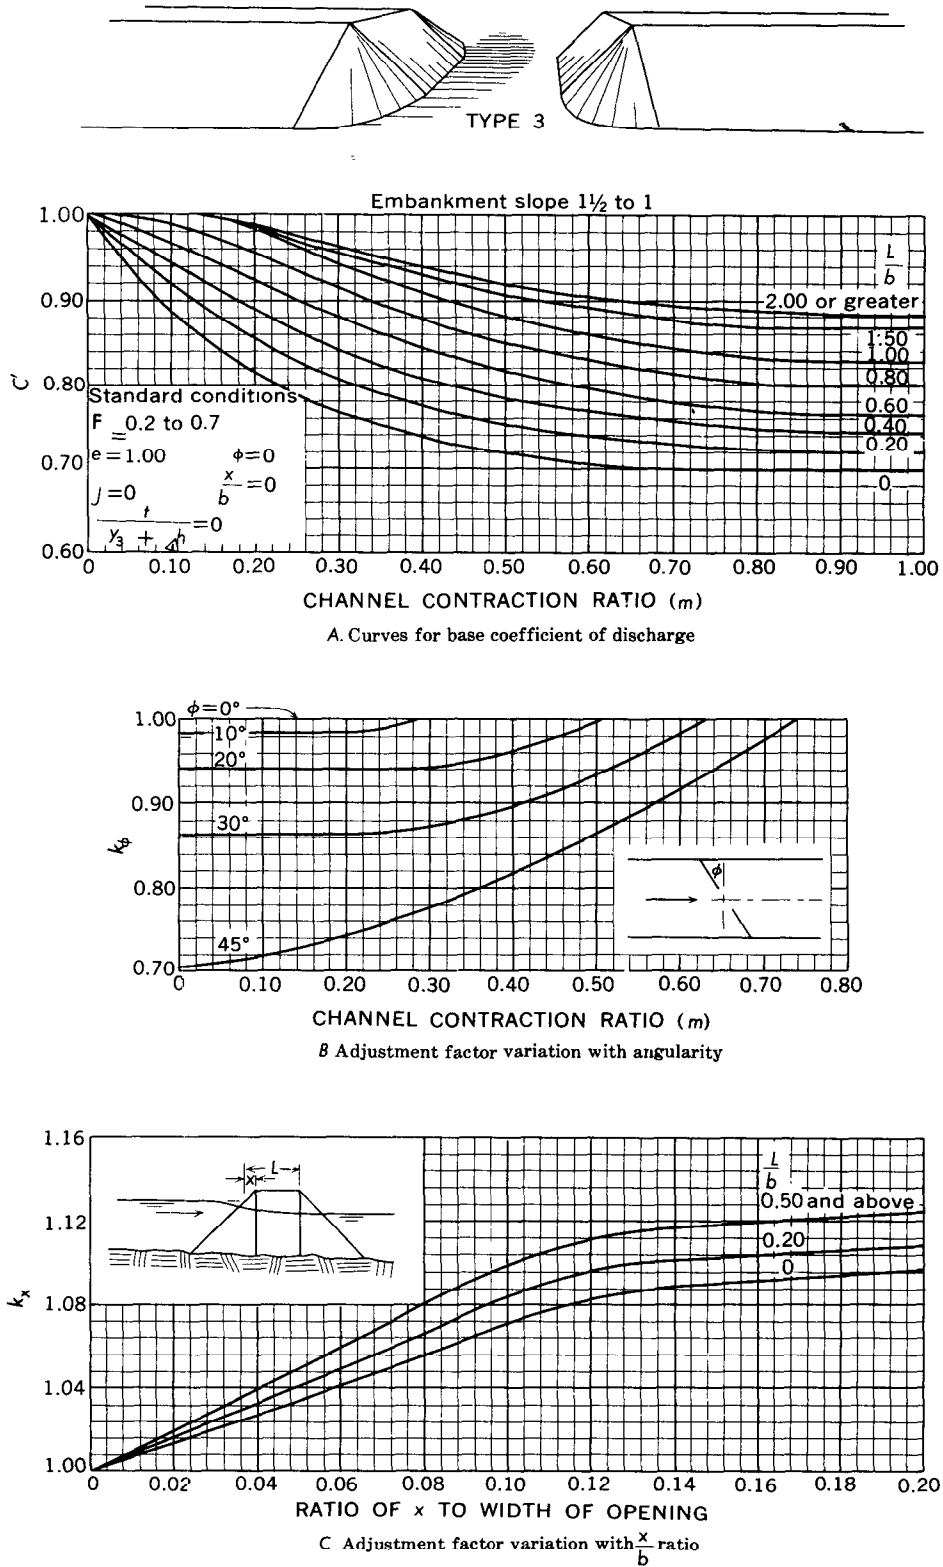 TYPE 3
Embankment slope 1½ to 1
1.00
0.90
0.80
0.70
0.60
C′
L
b
2.00 or greater
1.50
1.00
0.80
0.60
0.40
0.20
0
Standard conditions
F = 0.2 to 0.7
e = 1.00 ϕ=0
j = 0 x/b = 0
t
y₃ + Δh = 0
0 0.10 0.20 0.30 0.40 0.50 0.60 0.70 0.80 0.90 1.00
CHANNEL CONTRACTION RATIO (m)
A. Curves for base coefficient of discharge
ϕ=0°
1.00
0.90
0.80
0.70
kϕ
10°
20°
30°
45°
ϕ
0 0.10 0.20 0.30 0.40 0.50 0.60 0.70 0.80
CHANNEL CONTRACTION RATIO (m)
B Adjustment factor variation with angularity
1.16
1.12
1.08
1.04
1.00
kₓ
L
x
L
b
0.50 and above
0.20
0
0 0.02 0.04 0.06 0.08 0.10 0.12 0.14 0.16 0.18 0.20
RATIO OF x TO WIDTH OF OPENING
C Adjustment factor variation with x/b ratio